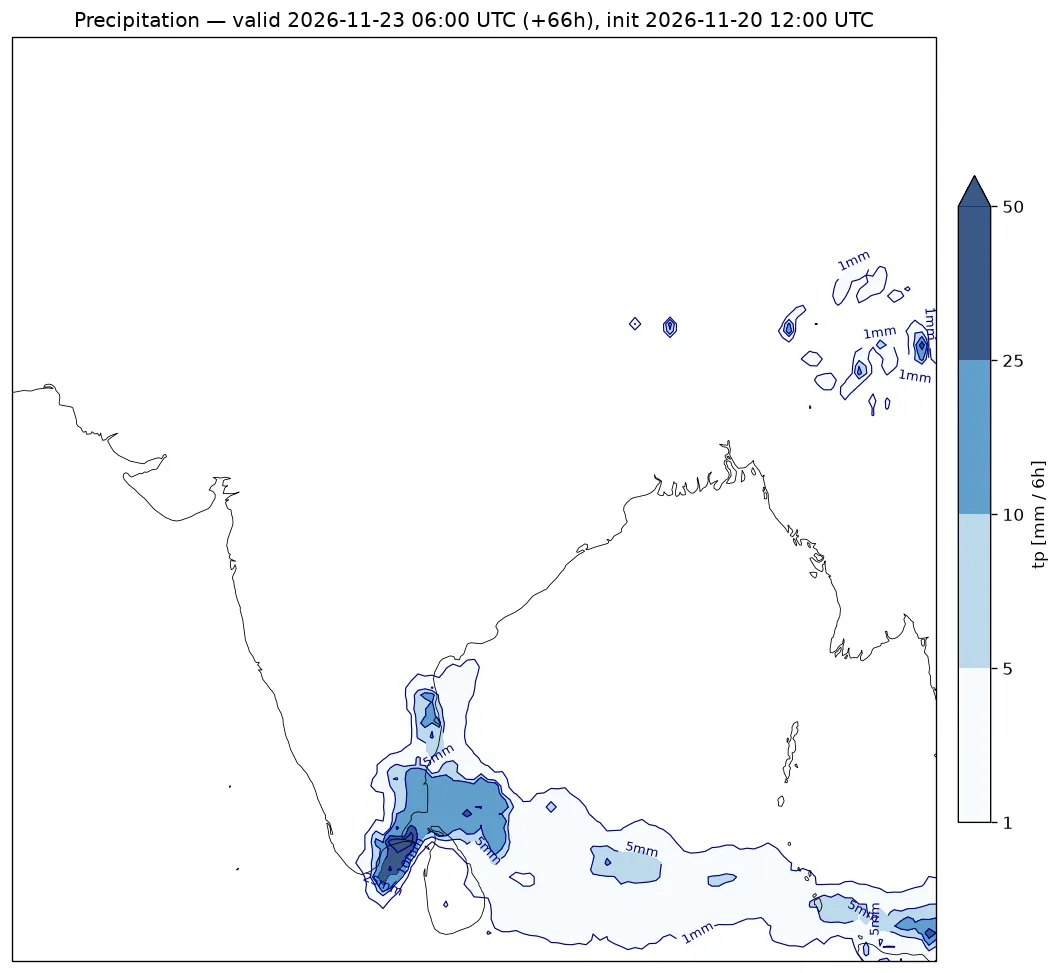 Precipitation — valid 2026-11-23 06:00 UTC (+66h), init 2026-11-20 12:00 UTC
50
25
10
5
1
tp [mm / 6h]
1mm
1mm
1mm
1mm
5mm
5mm
5mm
5mm
5mm
1mm